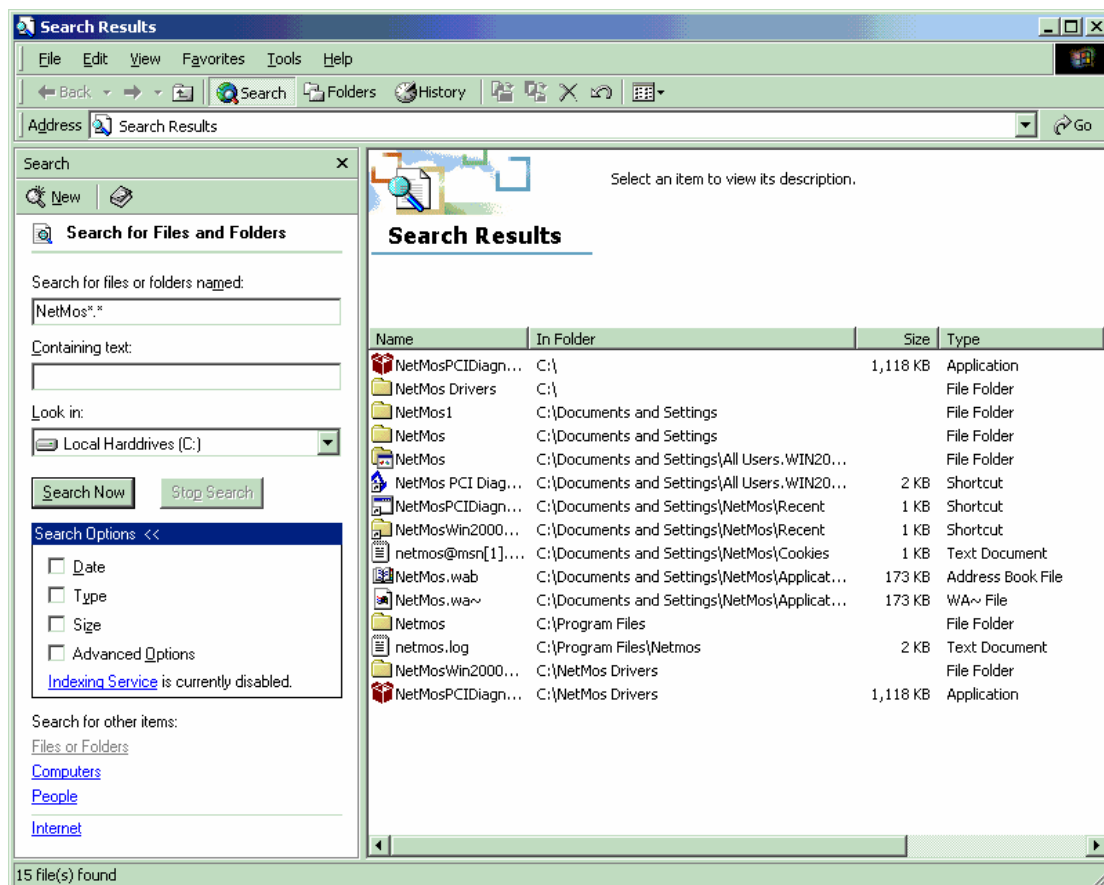 Search Results
File Edit View Favorites Tools Help
Back Search Folders History
Address Search Results Go
Search
New
Search for Files and Folders
Search for files or folders named:
NetMos*.*
Containing text:
Look in:
Local Harddrives (C:)
Search Now Stop Search
Search Options <<
Date
Type
Size
Advanced Options
Indexing Service is currently disabled.
Search for other items:
Files or Folders
Computers
People
Internet
Select an item to view its description.
Search Results
Name In Folder Size Type
NetMosPCIDiagn... C:\ 1,118 KB Application
NetMos Drivers C:\ File Folder
NetMos1 C:\Documents and Settings File Folder
NetMos C:\Documents and Settings File Folder
NetMos C:\Documents and Settings\All Users.WIN20... File Folder
NetMos PCI Diag... C:\Documents and Settings\All Users.WIN20... 2 KB Shortcut
NetMosPCIDiagn... C:\Documents and Settings\NetMos\Recent 1 KB Shortcut
NetMosWin2000... C:\Documents and Settings\NetMos\Recent 1 KB Shortcut
netmos@msn[1].... C:\Documents and Settings\NetMos\Cookies 1 KB Text Document
NetMos.wab C:\Documents and Settings\NetMos\Applicat... 173 KB Address Book File
NetMos.wa~ C:\Documents and Settings\NetMos\Applicat... 173 KB WA~ File
Netmos C:\Program Files File Folder
netmos.log C:\Program Files\Netmos 2 KB Text Document
NetMosWin2000... C:\NetMos Drivers File Folder
NetMosPCIDiagn... C:\NetMos Drivers 1,118 KB Application
15 file(s) found